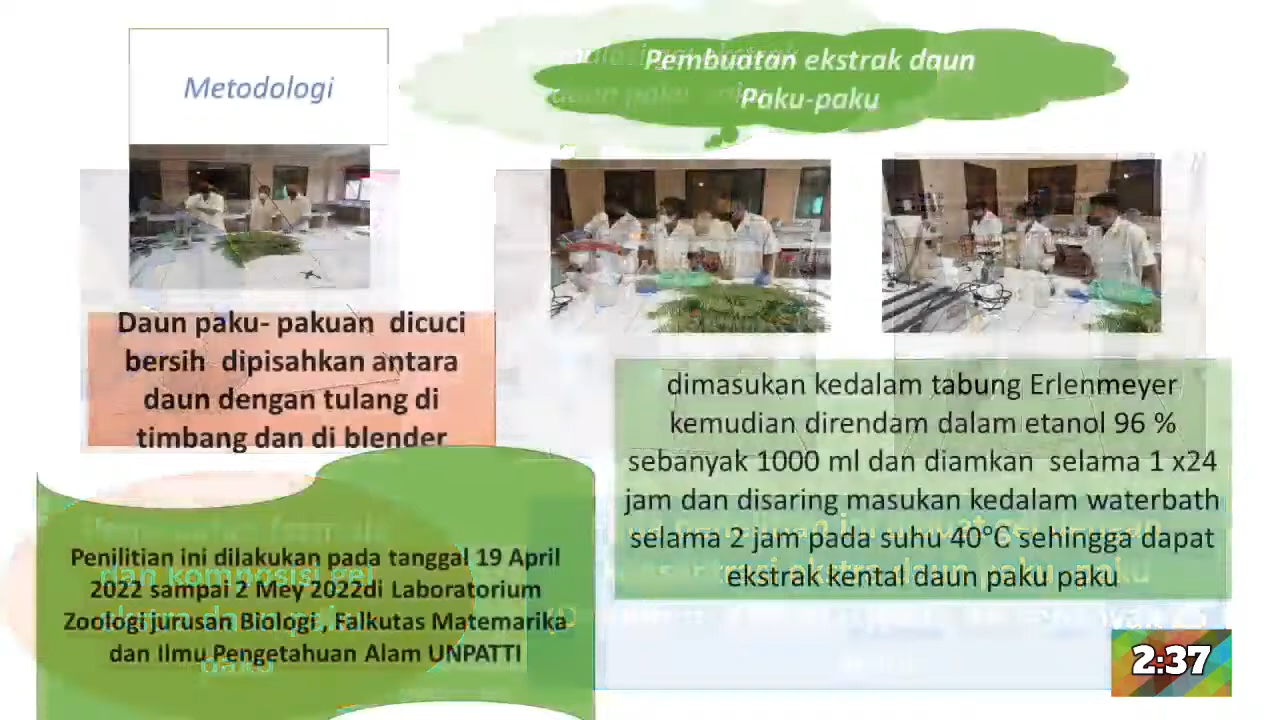 Metodologi
Pembuatan ekstrak daun
Paku-paku
Daun paku- pakuan dicuci
bersih dipisahkan antara
daun dengan tulang di
timbang dan di blender
dimasukan kedalam tabung Erlenmeyer
kemudian direndam dalam etanol 96 %
sebanyak 1000 ml dan diamkan selama 1 x24
jam dan disaring masukan kedalam waterbath
selama 2 jam pada suhu 40°C sehingga dapat
ekstrak kental daun paku paku
Penilitian ini dilakukan pada tanggal 19 April
2022 sampai 2 Mey 2022di Laboratorium
Zoologi jurusan Biologi , Falkutas Matemarika
dan Ilmu Pengetahuan Alam UNPATTI
dan komposisi gel
2:37